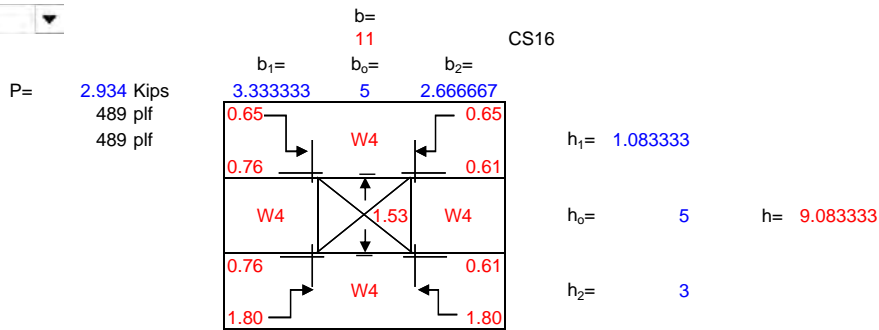 b=
11 CS16
b₁= bₒ= b₂=
P= 2.934 Kips 3.333333 5 2.666667
489 plf 0.65 0.65
489 plf W4 h₁= 1.083333
0.76 0.61
W4 1.53 W4 hₒ= 5 h= 9.083333
0.76 0.61
W4 h₂= 3
1.80 1.80